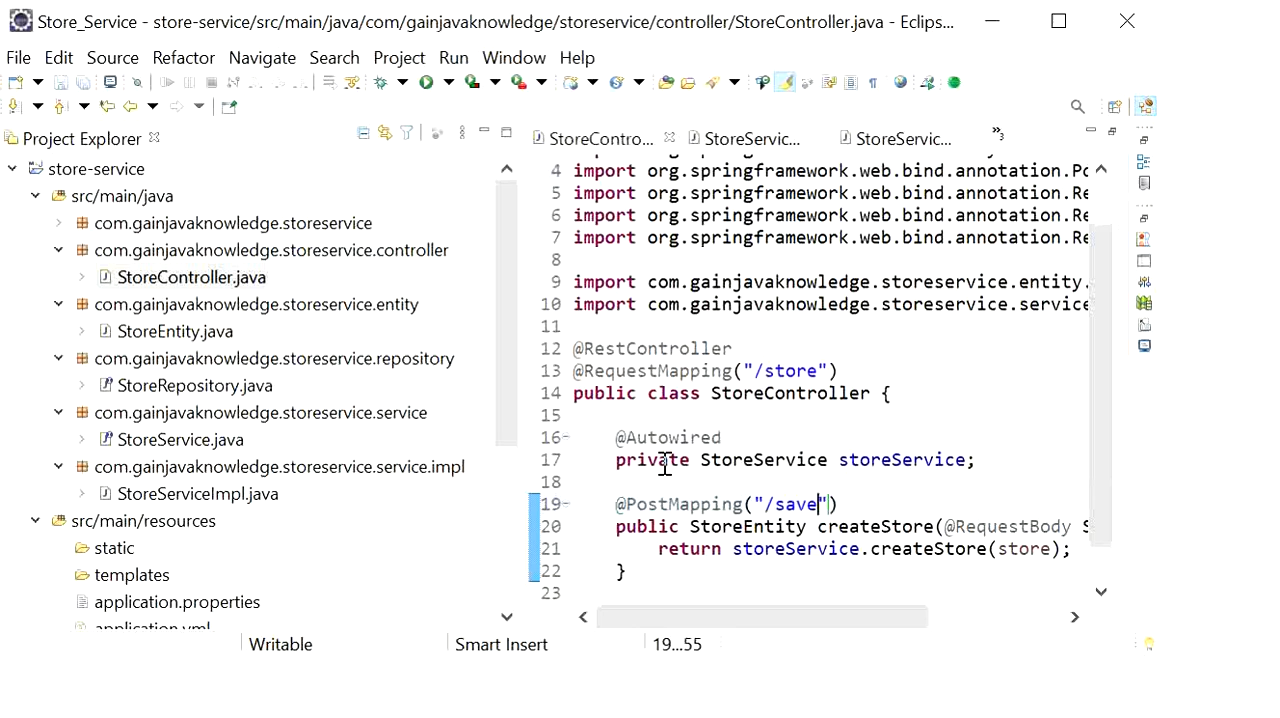 Store_Service - store-service/src/main/java/com/gainjavaknowledge/storeservice/controller/StoreController.java - Eclips...
File Edit Source Refactor Navigate Search Project Run Window Help
Project Explorer
StoreContro... StoreServic... StoreServic... »3
store-service
src/main/java
com.gainjavaknowledge.storeservice
com.gainjavaknowledge.storeservice.controller
StoreController.java
com.gainjavaknowledge.storeservice.entity
StoreEntity.java
com.gainjavaknowledge.storeservice.repository
StoreRepository.java
com.gainjavaknowledge.storeservice.service
StoreService.java
com.gainjavaknowledge.storeservice.service.impl
StoreServiceImpl.java
src/main/resources
static
templates
application.properties
application.yml
4 import org.springframework.web.bind.annotation.Po
5 import org.springframework.web.bind.annotation.Re
6 import org.springframework.web.bind.annotation.Re
7 import org.springframework.web.bind.annotation.Re
8
9 import com.gainjavaknowledge.storeservice.entity.
10 import com.gainjavaknowledge.storeservice.service
11
12 @RestController
13 @RequestMapping("/store")
14 public class StoreController {
15
16 @Autowired
17 private StoreService storeService;
18
19 @PostMapping("/save")
20 public StoreEntity createStore(@RequestBody S
21 return storeService.createStore(store);
22 }
23
Writable Smart Insert 19...55